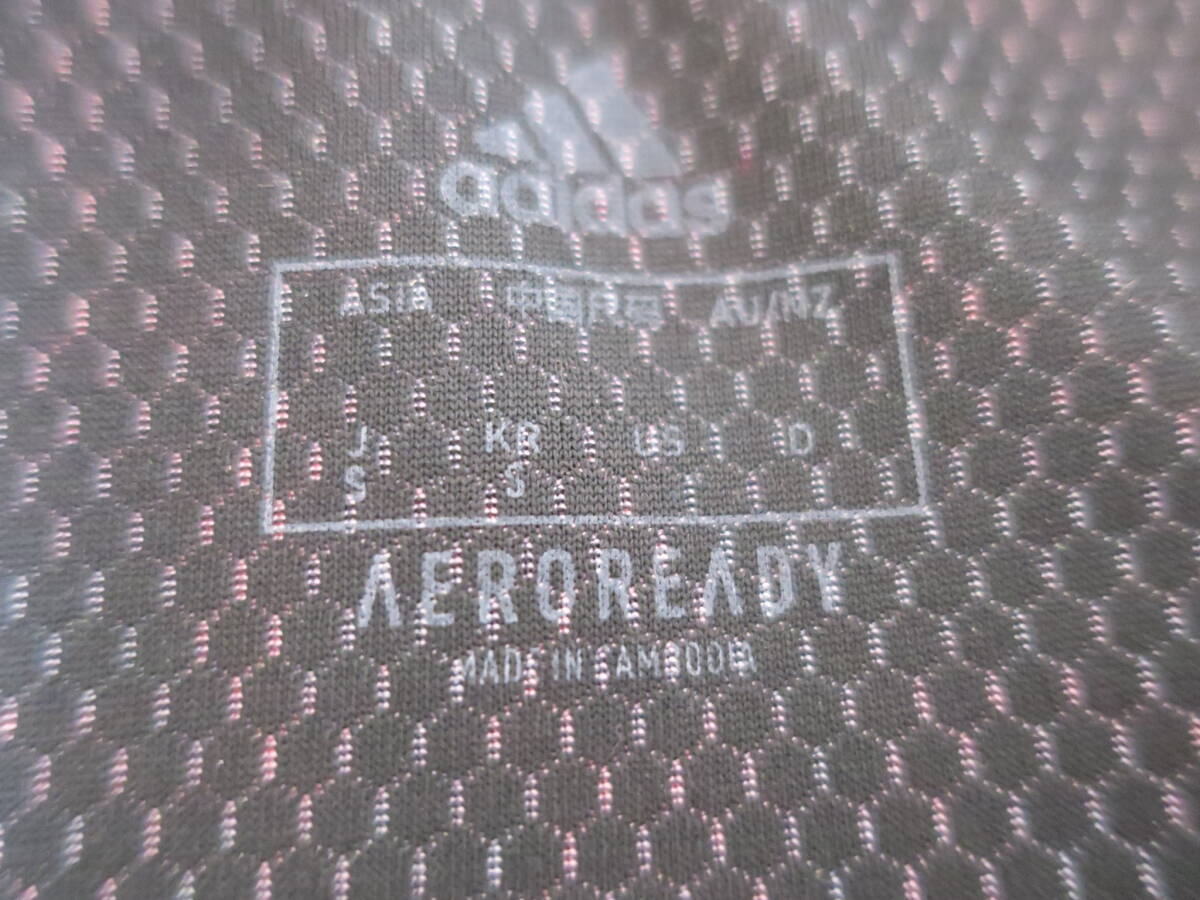 adidas
ASIA 中国尺码 AU/NZ
J KR US D
S S
AEROREADY
MADE IN CAMBODIA